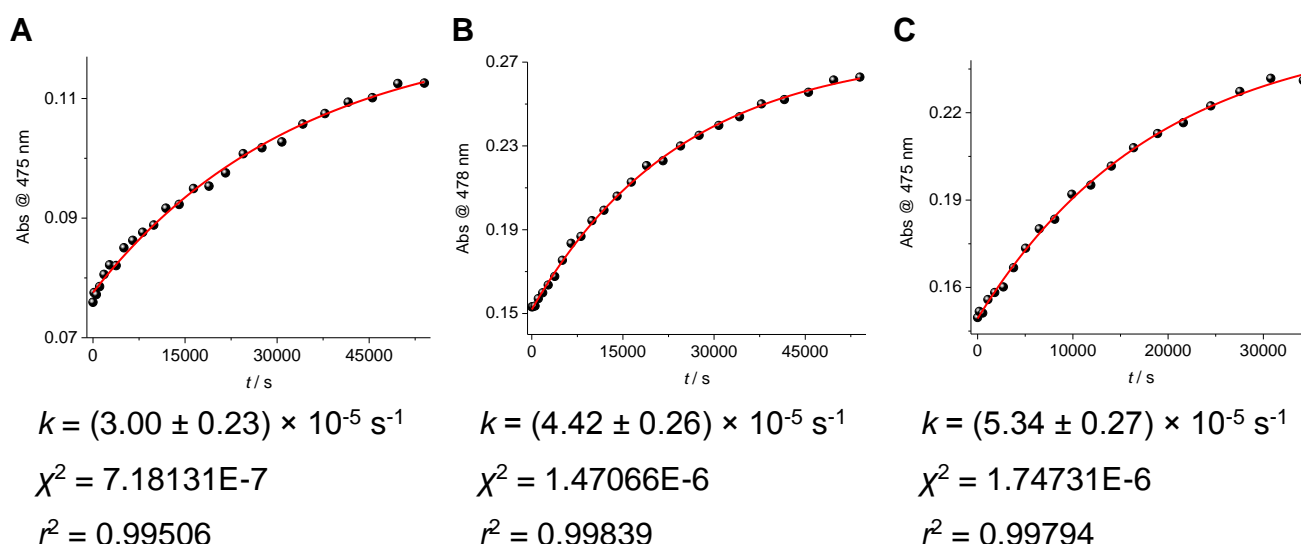 A
B
C
Abs @ 475 nm
0.11
0.09
0.07
0
15000
30000
45000
t / s
Abs @ 478 nm
0.27
0.23
0.19
0.15
0
15000
30000
45000
t / s
Abs @ 475 nm
0.22
0.19
0.16
0
10000
20000
30000
t / s
k = (3.00 ± 0.23) × 10⁻⁵ s⁻¹
χ² = 7.18131E-7
r² = 0.99506
k = (4.42 ± 0.26) × 10⁻⁵ s⁻¹
χ² = 1.47066E-6
r² = 0.99839
k = (5.34 ± 0.27) × 10⁻⁵ s⁻¹
χ² = 1.74731E-6
r² = 0.99794